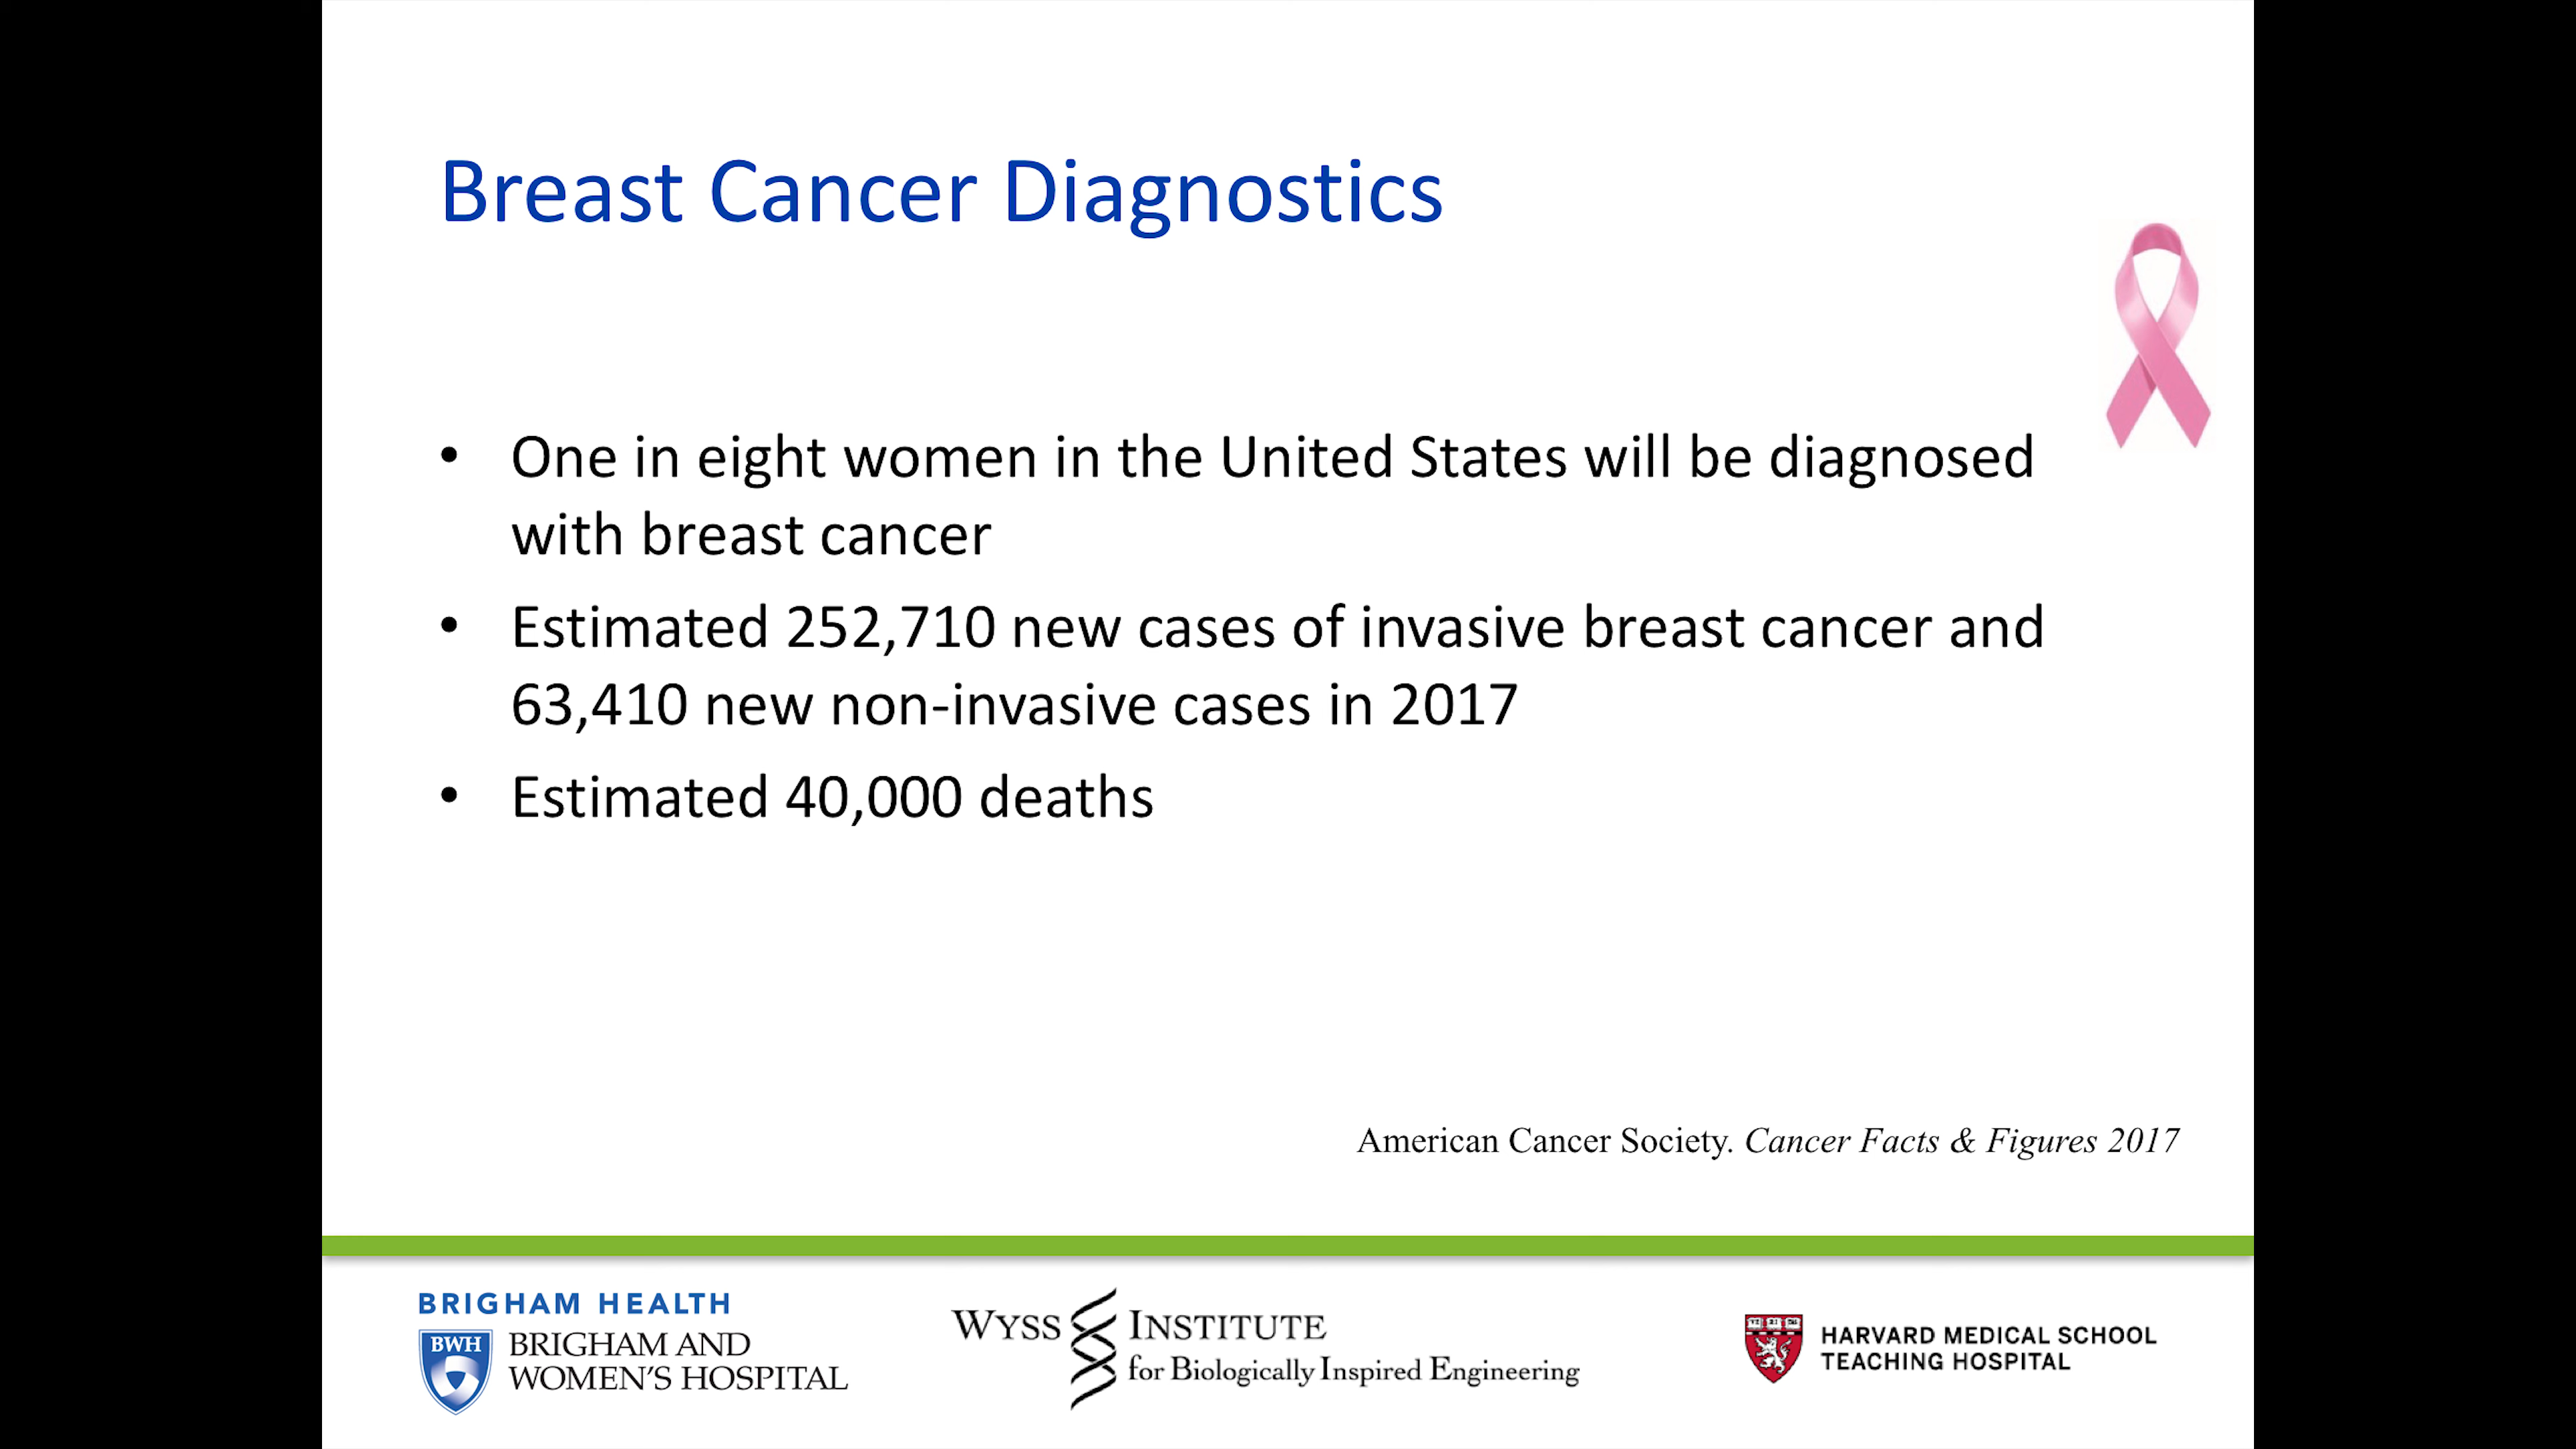 Breast Cancer Diagnostics
• One in eight women in the United States will be diagnosed
with breast cancer
• Estimated 252,710 new cases of invasive breast cancer and
63,410 new non-invasive cases in 2017
• Estimated 40,000 deaths
American Cancer Society. Cancer Facts & Figures 2017
BRIGHAM HEALTH
BWH
BRIGHAM AND
WOMEN'S HOSPITAL
WYSS INSTITUTE
for Biologically Inspired Engineering
HARVARD MEDICAL SCHOOL
TEACHING HOSPITAL